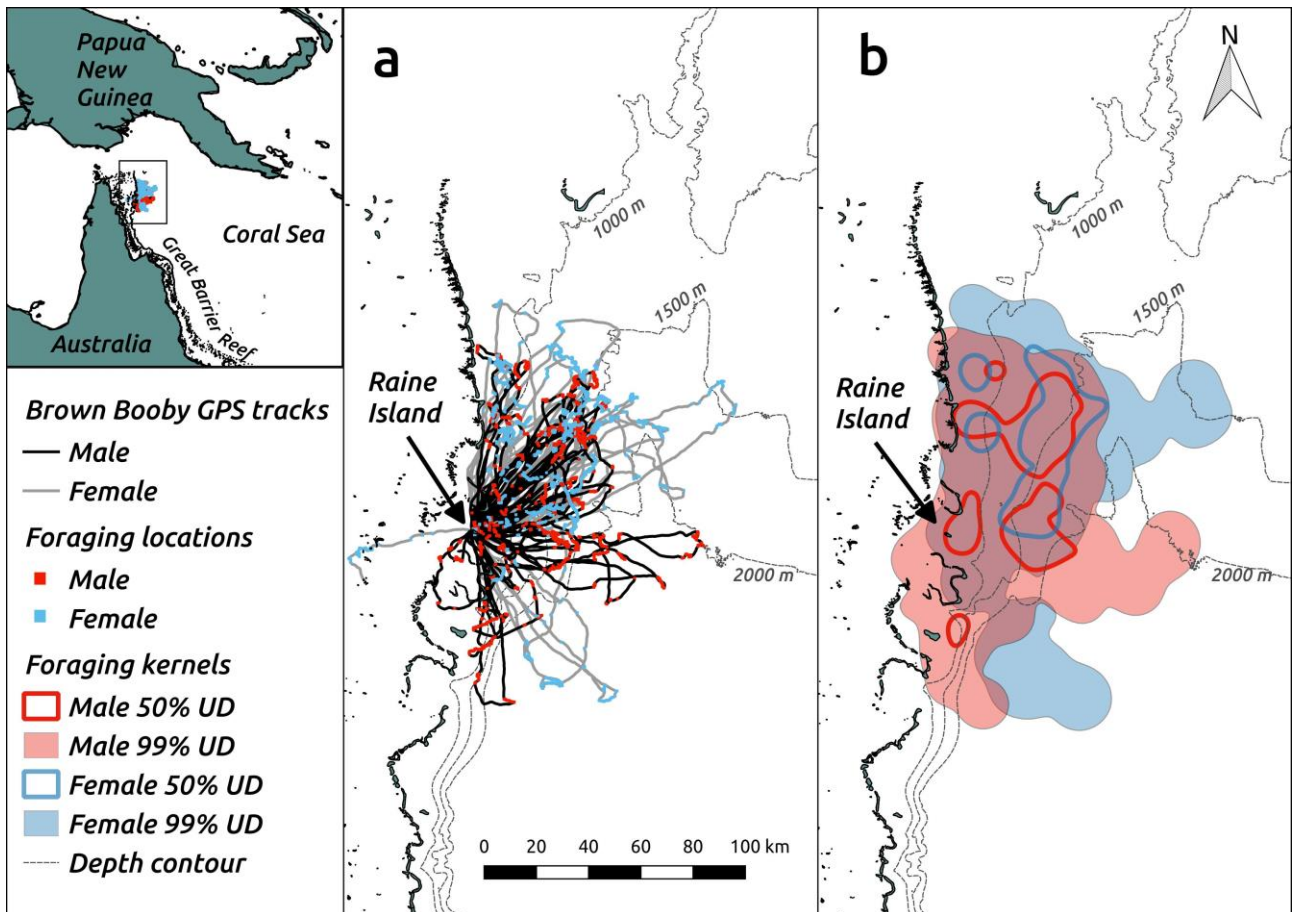 Papua
New
Guinea
Coral Sea
Great Barrier Reef
Australia
Brown Booby GPS tracks
Male
Female
Foraging locations
Male
Female
Foraging kernels
Male 50% UD
Male 99% UD
Female 50% UD
Female 99% UD
Depth contour
a
1000 m
1500 m
Raine
Island
2000 m
0 20 40 60 80 100 km
b
N
1000 m
1500 m
Raine
Island
2000 m